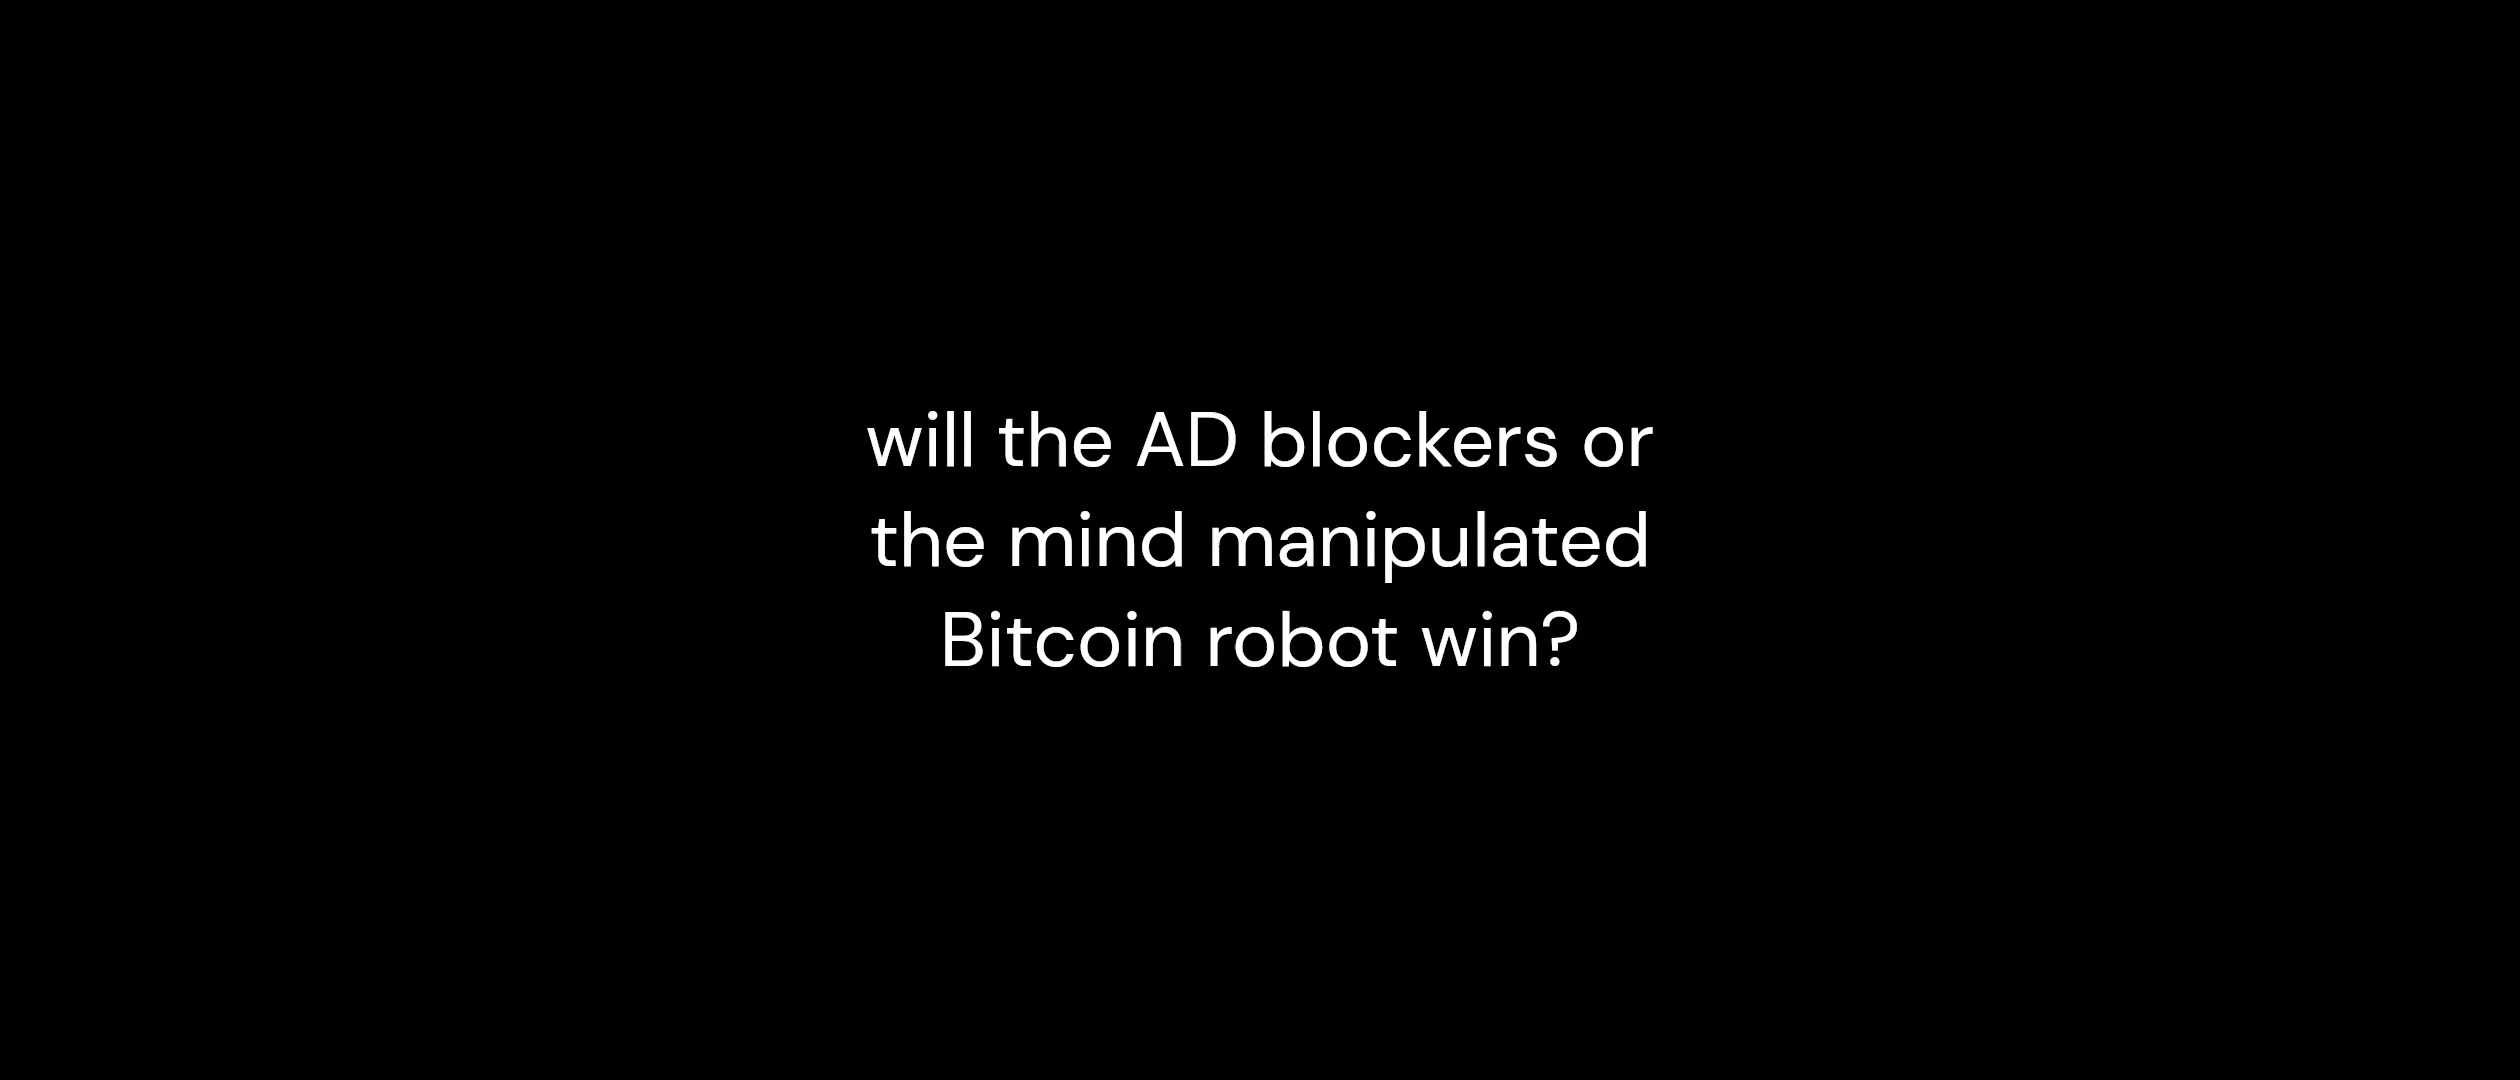 will the AD blockers or
the mind manipulated
Bitcoin robot win?